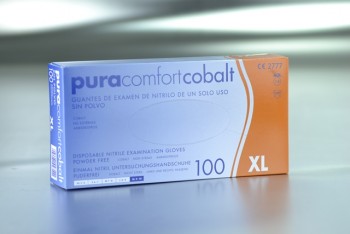 puracomfortcobalt
CE 2777
GUANTES DE EXAMEN DE NITRILO DE UN SOLO USO
SIN POLVO
DISPOSABLE NITRILE EXAMINATION GLOVES
POWDER FREE
EINMAL NITRIL UNTERSUCHUNGSHANDSCHUHE
PUDERFREI
100
XL
puracomfortcobalt
XL